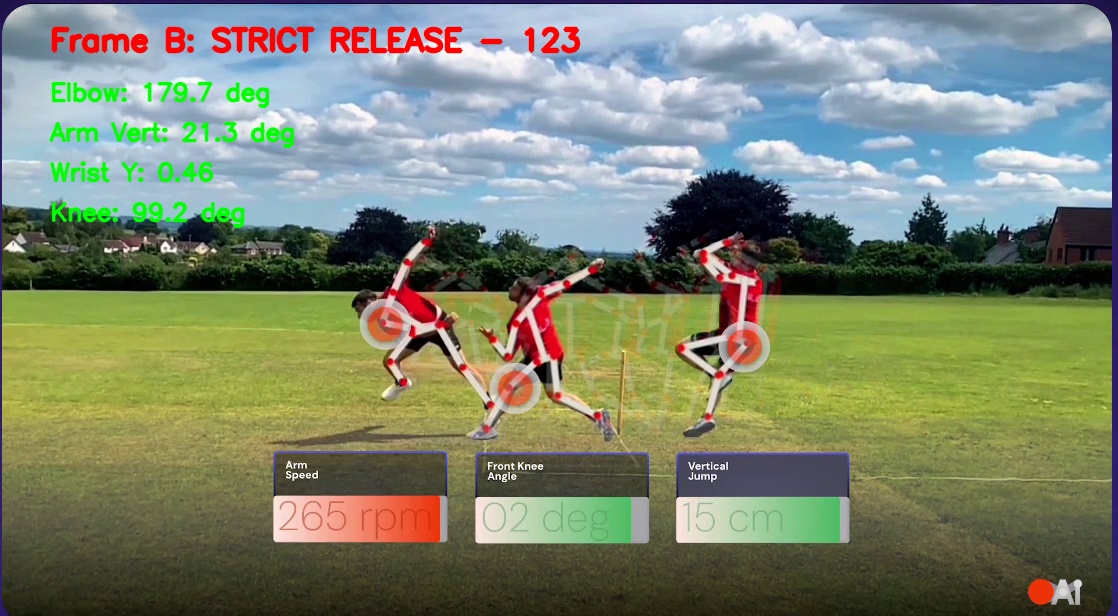 Frame B: STRICT RELEASE - 123
Elbow: 179.7 deg
Arm Vert: 21.3 deg
Wrist Y: 0.46
Knee: 99.2 deg
Arm
Speed
265 rpm
Front Knee
Angle
02 deg
Vertical
Jump
15 cm
Ai